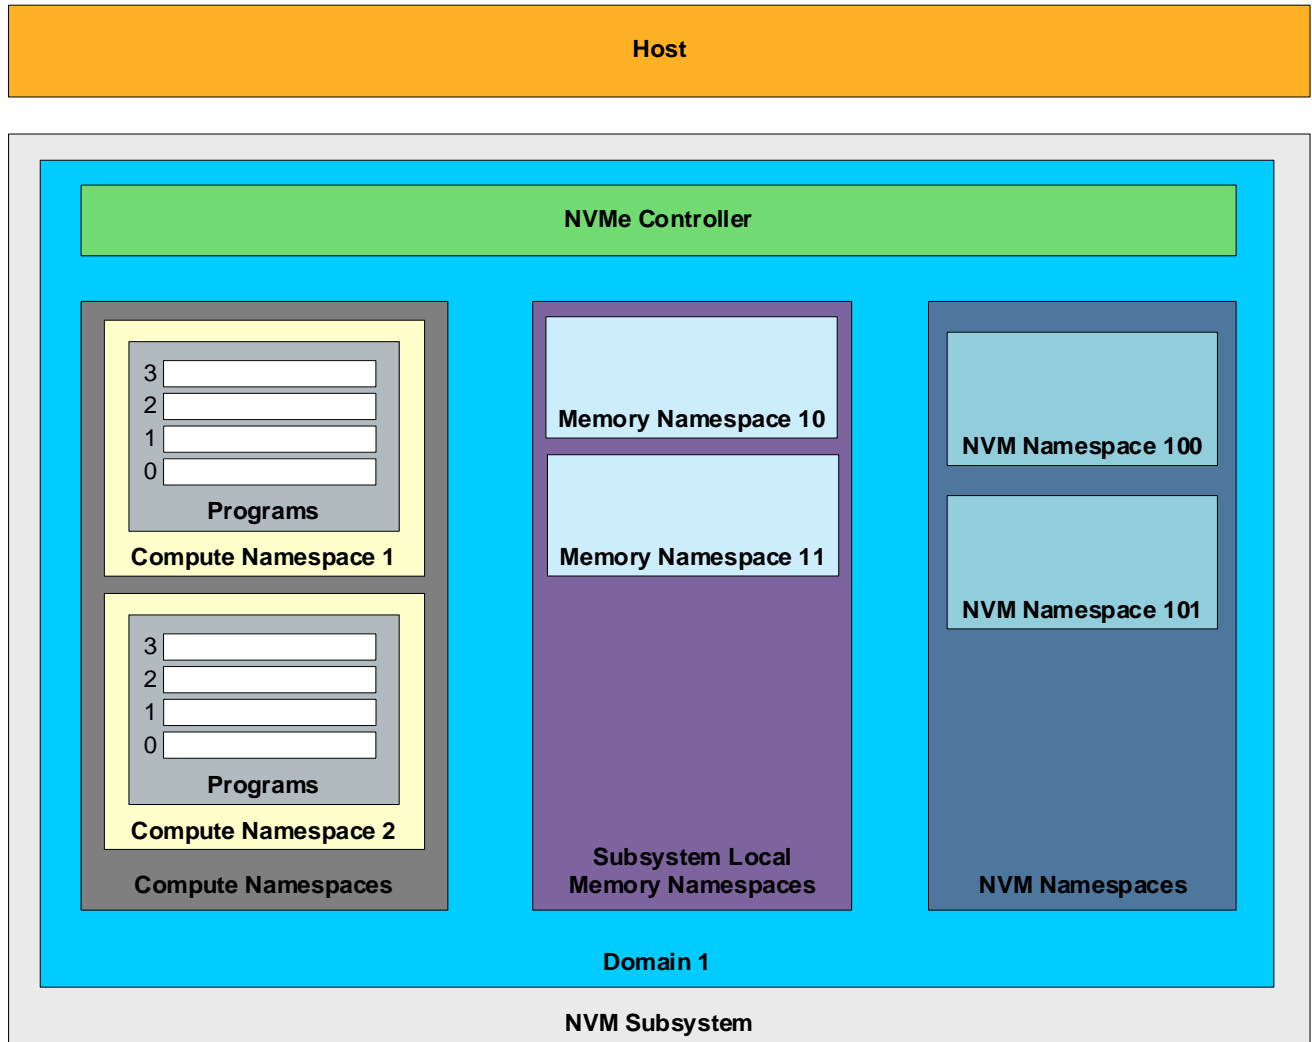 Host
NVMe Controller
3
2
1
0
Programs
Compute Namespace 1
3
2
1
0
Programs
Compute Namespace 2
Compute Namespaces
Memory Namespace 10
Memory Namespace 11
Subsystem Local
Memory Namespaces
NVM Namespace 100
NVM Namespace 101
NVM Namespaces
Domain 1
NVM Subsystem